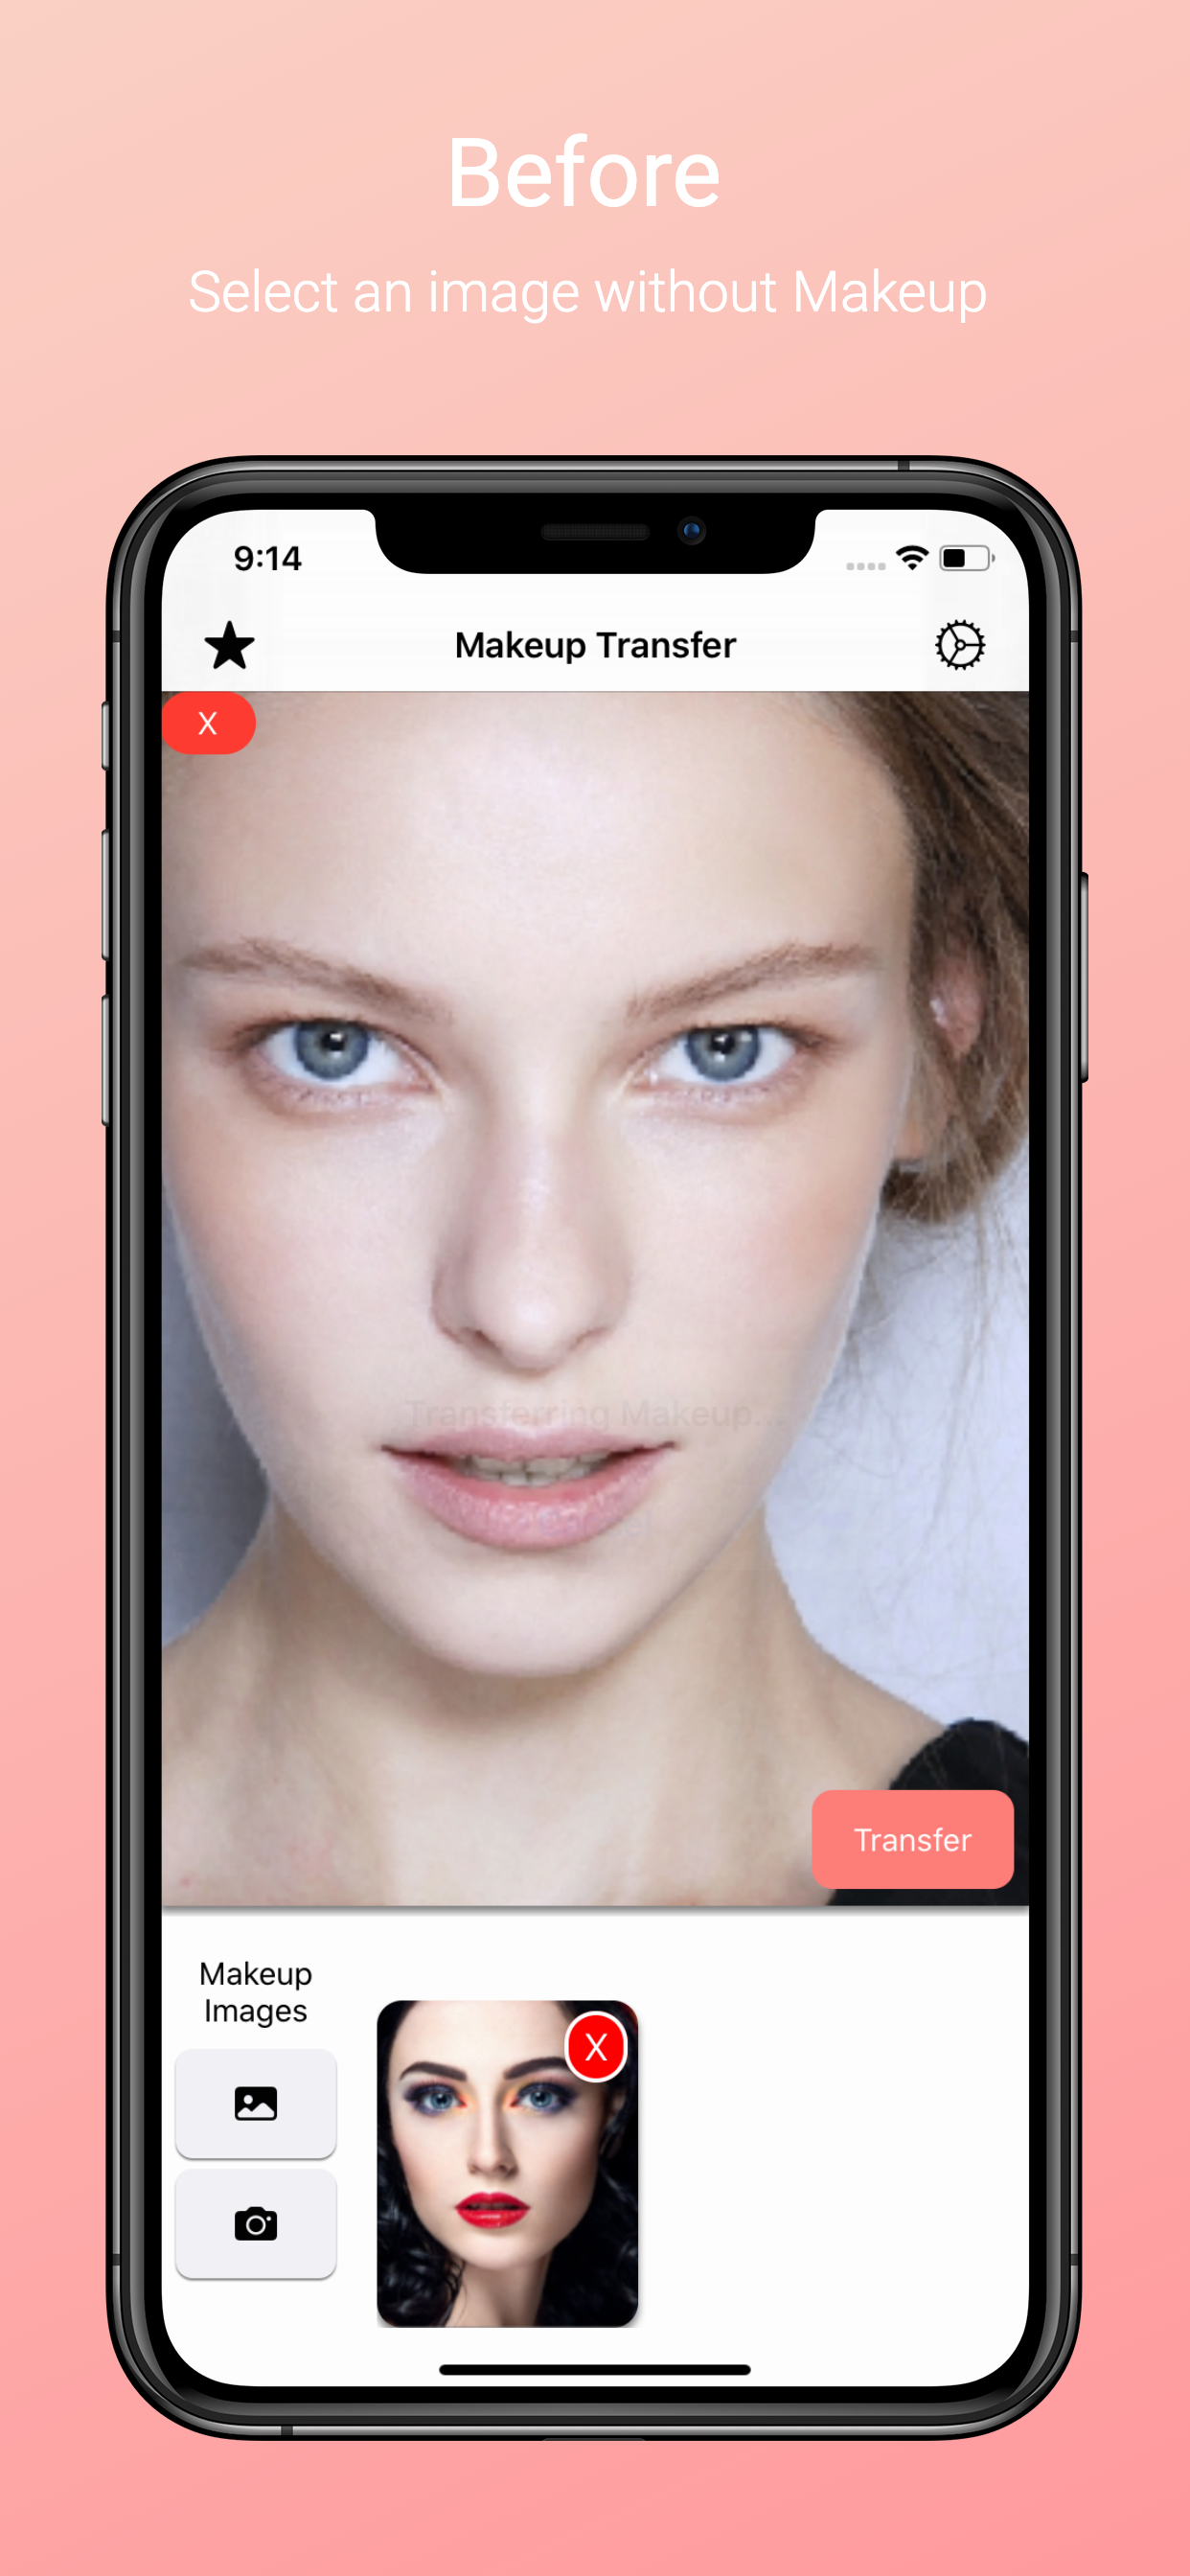 Before
Select an image without Makeup
9:14
Makeup Transfer
X
Transferring Makeup...
Transfer
Makeup
Images
X